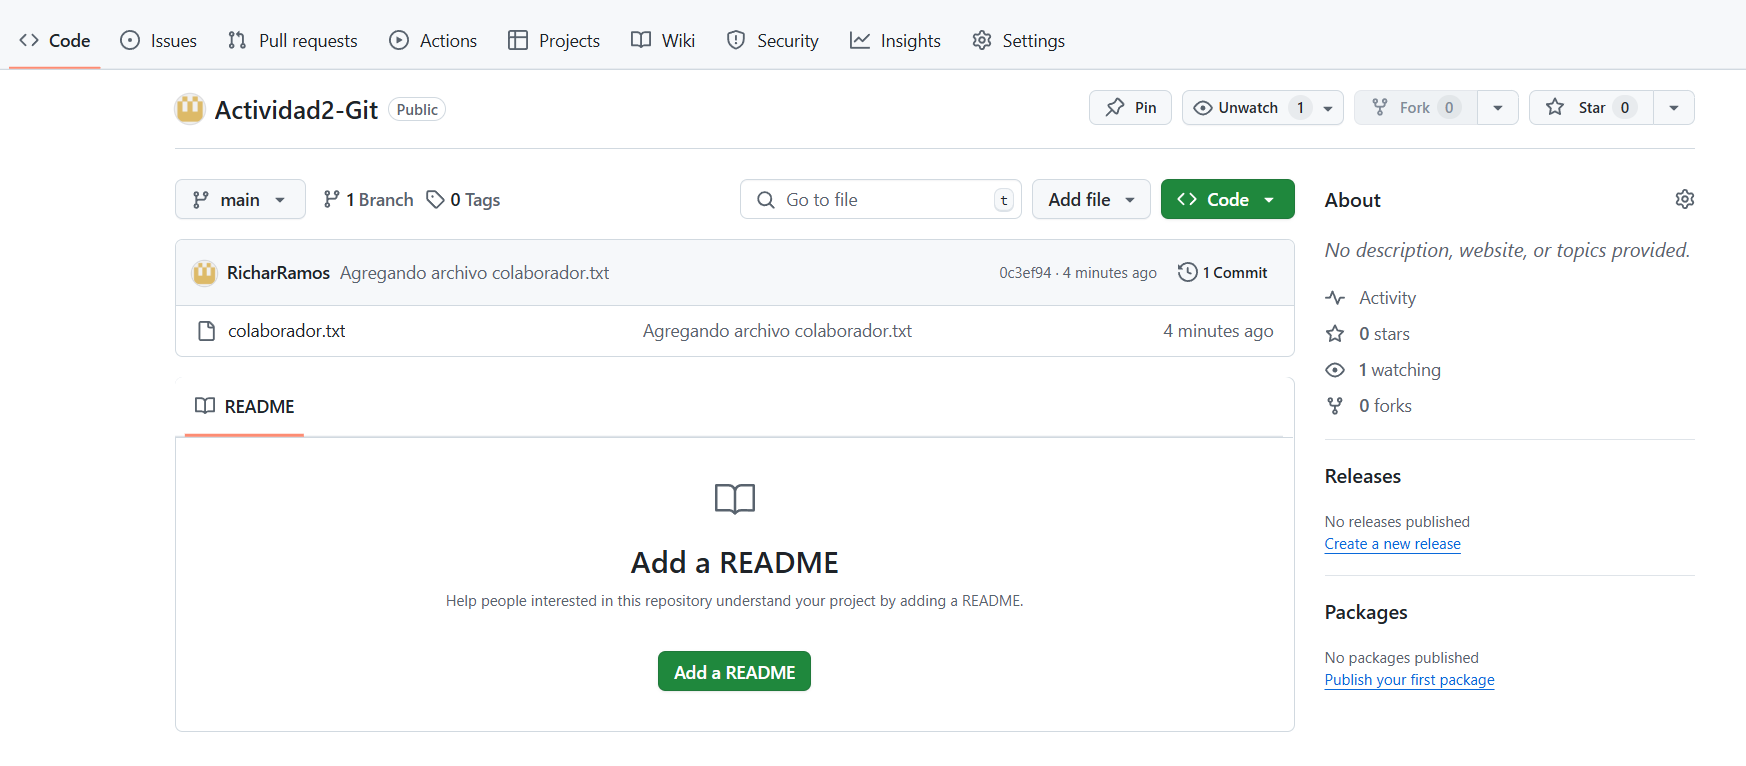 Code Issues Pull requests Actions Projects Wiki Security Insights Settings
Actividad2-Git Public Pin Unwatch 1 Fork 0 Star 0
main 1 Branch 0 Tags Go to file t Add file Code
RicharRamos Agregando archivo colaborador.txt 0c3ef94 · 4 minutes ago 1 Commit
colaborador.txt Agregando archivo colaborador.txt 4 minutes ago
README
Add a README
Help people interested in this repository understand your project by adding a README.
Add a README
About
No description, website, or topics provided.
Activity
0 stars
1 watching
0 forks
Releases
No releases published
Create a new release
Packages
No packages published
Publish your first package